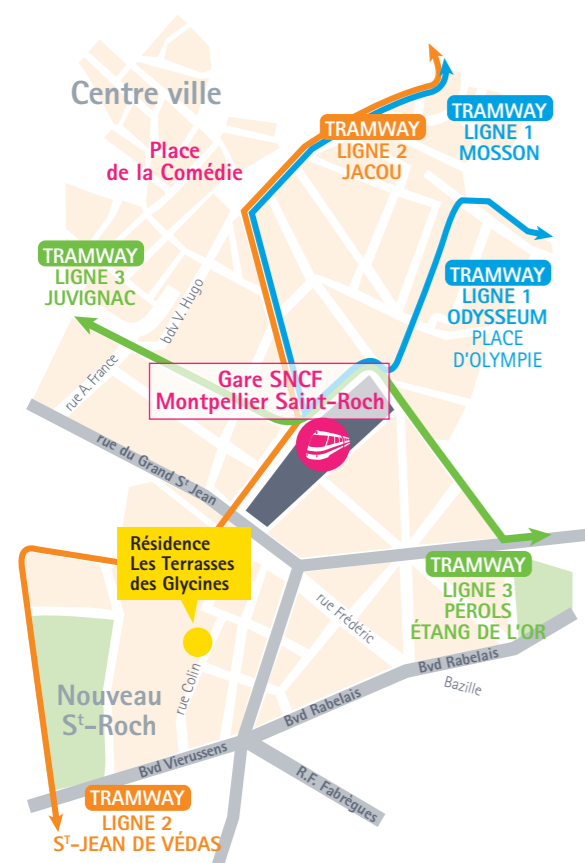 Centre ville
Place
de la Comédie
TRAMWAY
LIGNE 2
JACOU
TRAMWAY
LIGNE 1
MOSSON
TRAMWAY
LIGNE 3
JUVIGNAC
TRAMWAY
LIGNE 1
ODYSSEUM
PLACE
D'OLYMPIE
bdv V. Hugo
rue A. France
Gare SNCF
Montpellier Saint-Roch
rue du Grand Sᵗ Jean
Résidence
Les Terrasses
des Glycines
TRAMWAY
LIGNE 3
PÉROLS
ÉTANG DE L'OR
rue Frédéric
Bazille
rue Colin
Nouveau
Sᵗ-Roch
Bvd Rabelais
Bvd Rabelais
Bvd Vierussens
R.F. Fabrègues
TRAMWAY
LIGNE 2
Sᵀ-JEAN DE VÉDAS